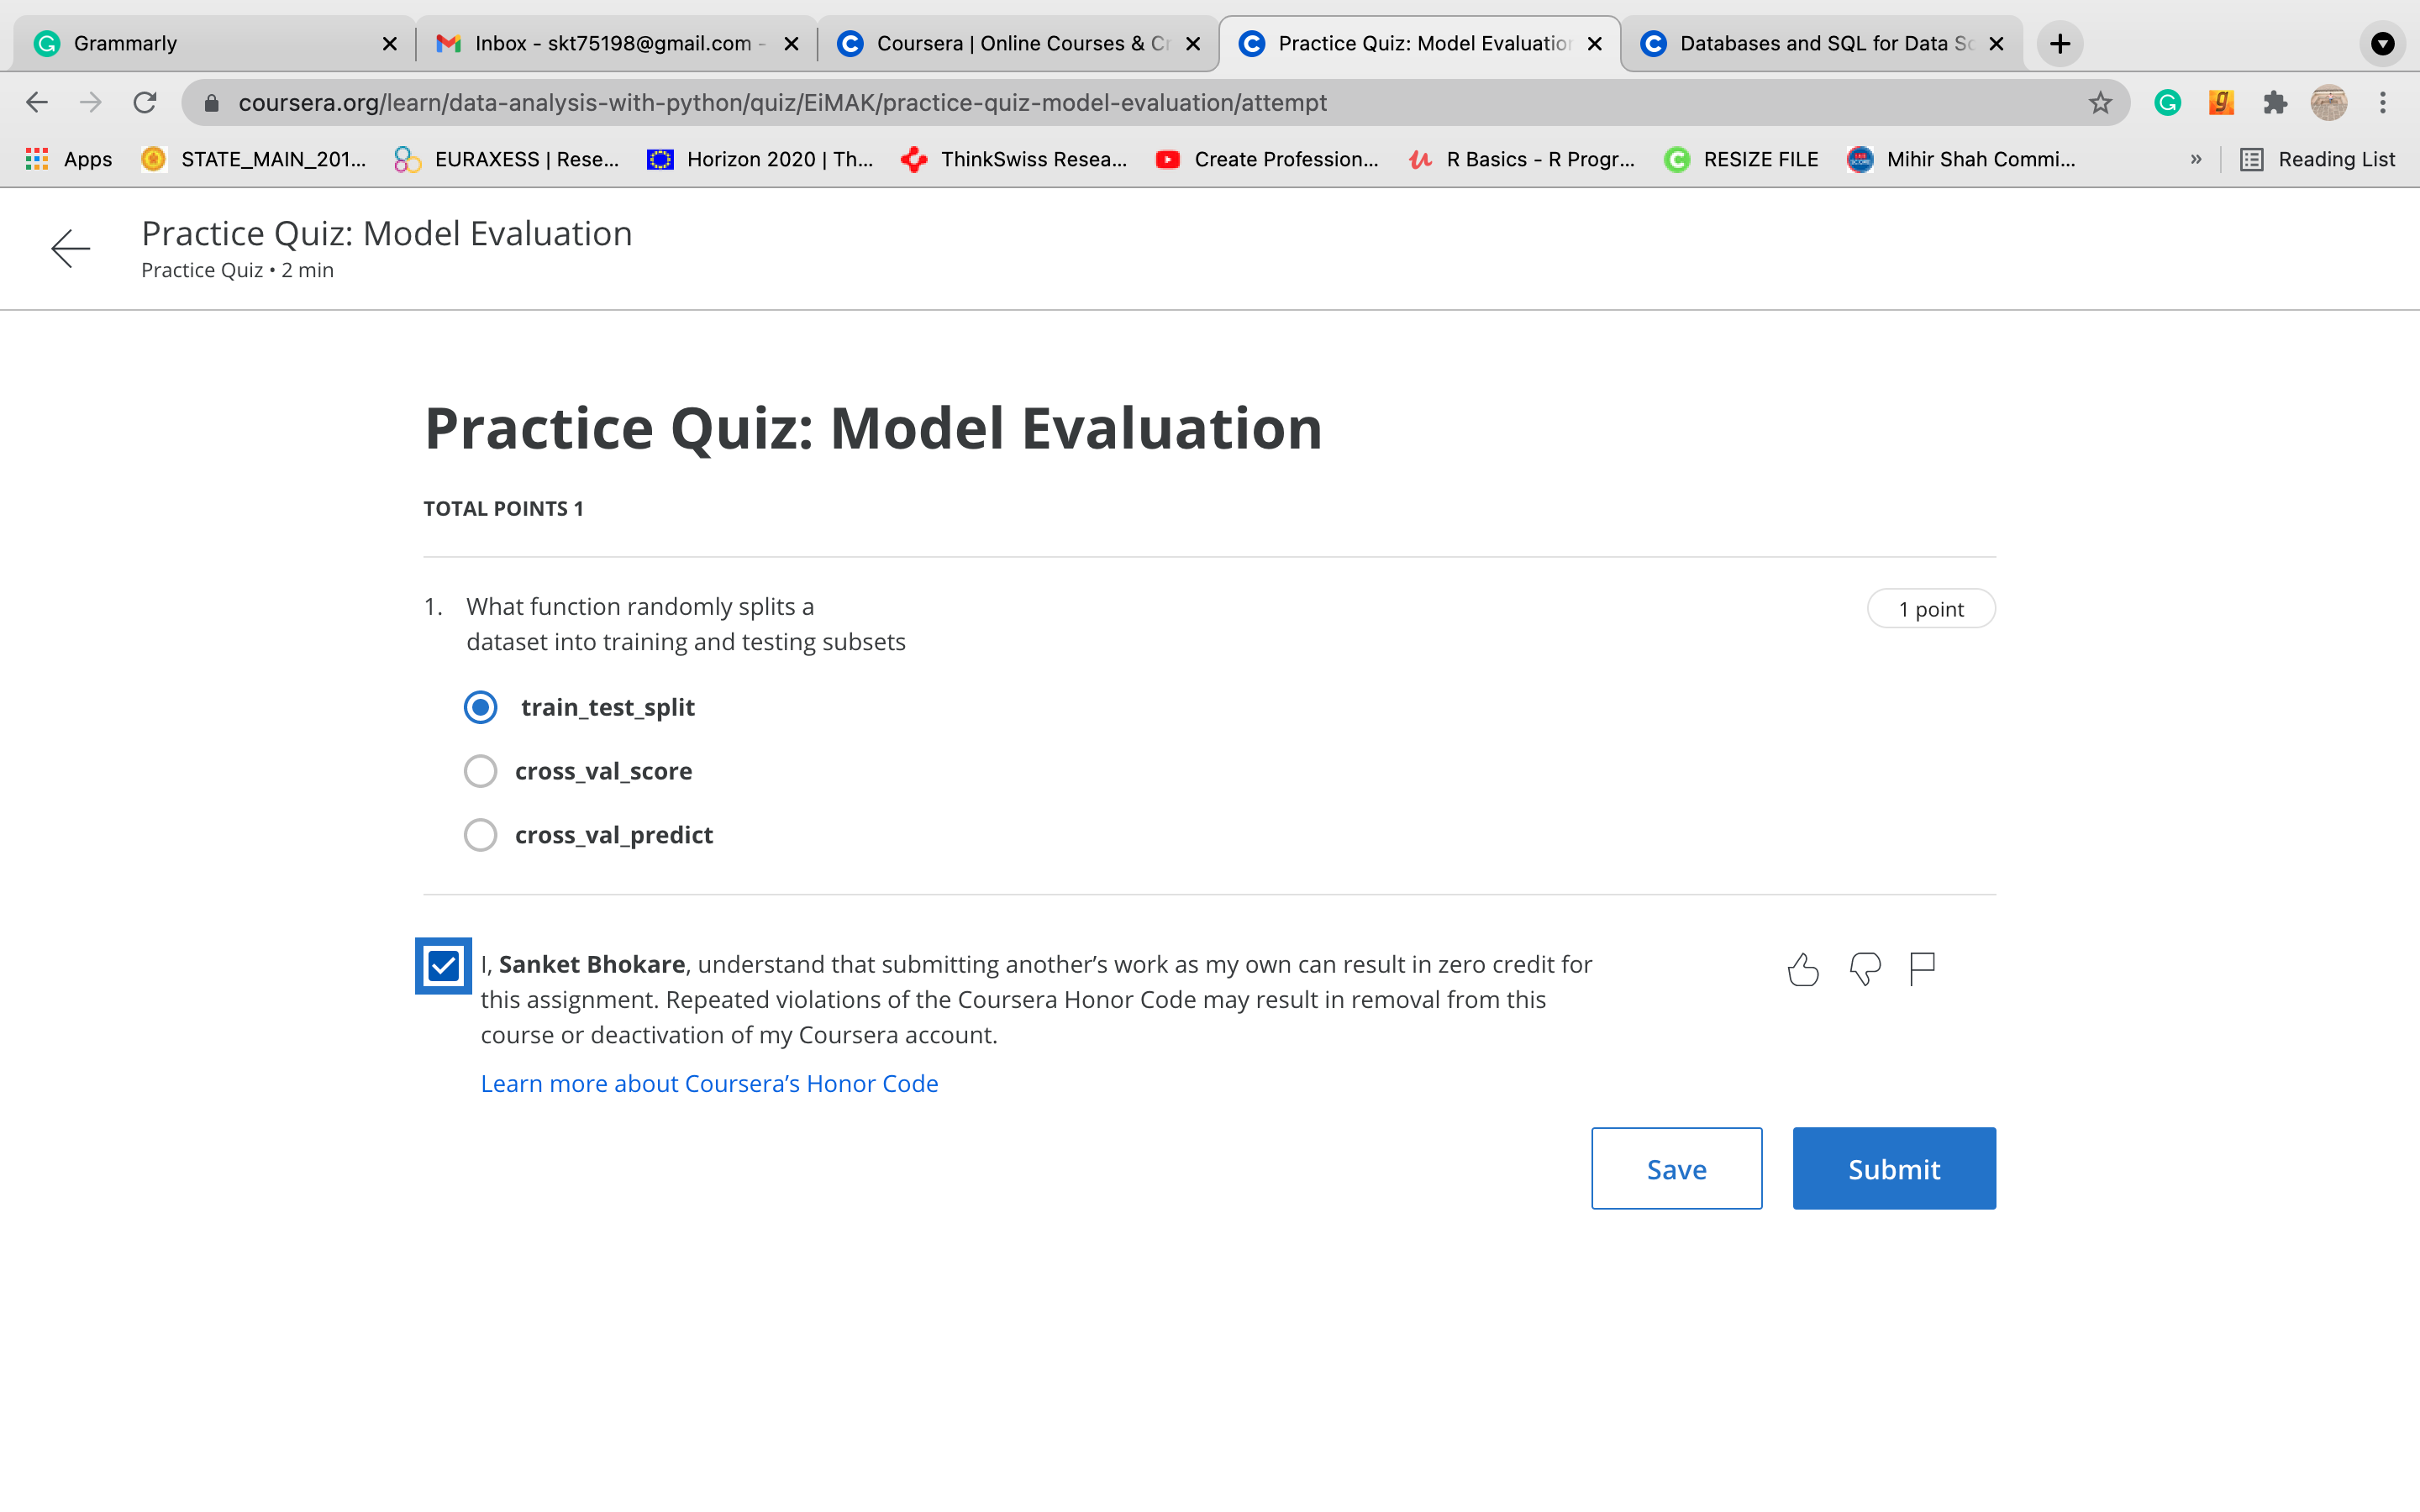 Grammarly
Inbox - skt75198@gmail.com -
Coursera | Online Courses & Cr
Practice Quiz: Model Evaluation
Databases and SQL for Data Sc
coursera.org/learn/data-analysis-with-python/quiz/EiMAK/practice-quiz-model-evaluation/attempt
Apps
STATE_MAIN_201...
EURAXESS | Rese...
Horizon 2020 | Th...
ThinkSwiss Resea...
Create Profession...
R Basics - R Progr...
RESIZE FILE
Mihir Shah Commi...
»
Reading List
Practice Quiz: Model Evaluation
Practice Quiz • 2 min
Practice Quiz: Model Evaluation
TOTAL POINTS 1
1. What function randomly splits a
dataset into training and testing subsets
1 point
train_test_split
cross_val_score
cross_val_predict
I, Sanket Bhokare, understand that submitting another’s work as my own can result in zero credit for
this assignment. Repeated violations of the Coursera Honor Code may result in removal from this
course or deactivation of my Coursera account.
Learn more about Coursera’s Honor Code
Save
Submit